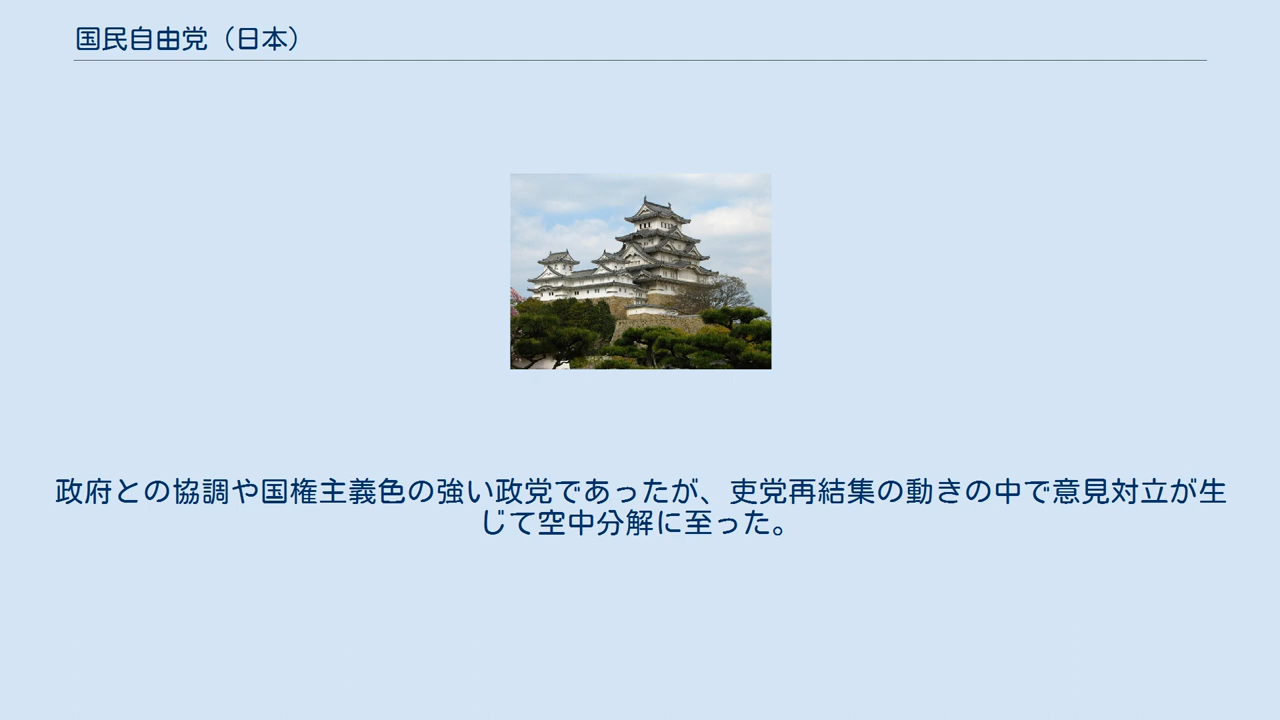 国民自由党（日本）
政府との協調や国権主義色の強い政党であったが、吏党再結集の動きの中で意見対立が生
じて空中分解に至った。